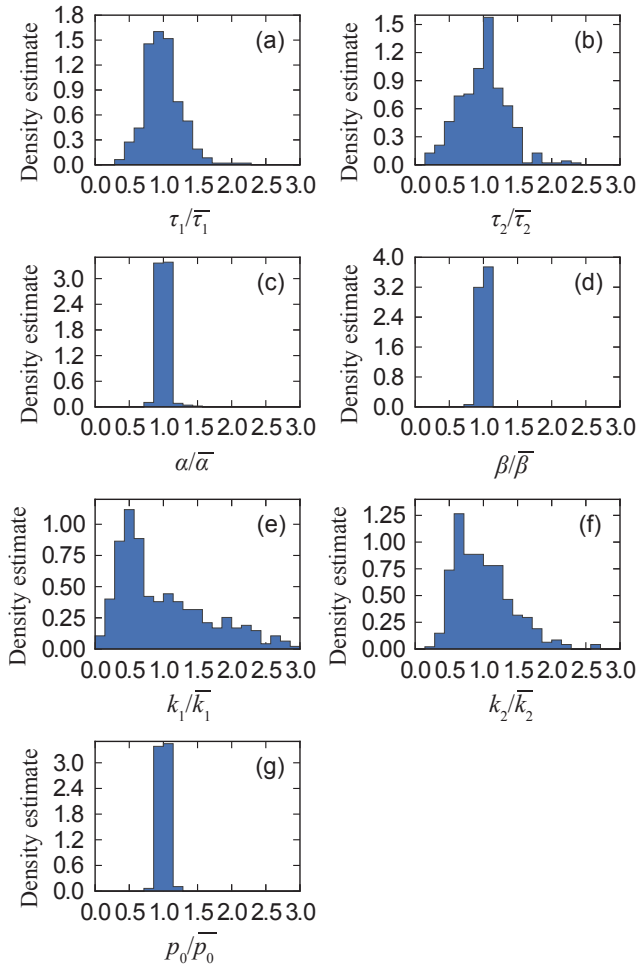 1.8
1.5
1.2
0.9
0.6
0.3
0.0
Density estimate
(a)
0.0 0.5 1.0 1.5 2.0 2.5 3.0
τ₁/τ̅₁
1.5
1.2
0.9
0.6
0.3
0.0
Density estimate
(b)
0.0 0.5 1.0 1.5 2.0 2.5 3.0
τ₂/τ̅₂
3.0
2.4
1.8
1.2
0.6
0.0
Density estimate
(c)
0.0 0.5 1.0 1.5 2.0 2.5 3.0
α/α̅
4.0
3.2
2.4
1.6
0.8
0.0
Density estimate
(d)
0.0 0.5 1.0 1.5 2.0 2.5 3.0
β/β̅
1.00
0.75
0.50
0.25
0.00
Density estimate
(e)
0.0 0.5 1.0 1.5 2.0 2.5 3.0
k₁/k̅₁
1.25
1.00
0.75
0.50
0.25
0.00
Density estimate
(f)
0.0 0.5 1.0 1.5 2.0 2.5 3.0
k₂/k̅₂
3.0
2.4
1.8
1.2
0.6
0.0
Density estimate
(g)
0.0 0.5 1.0 1.5 2.0 2.5 3.0
p₀/p̅₀